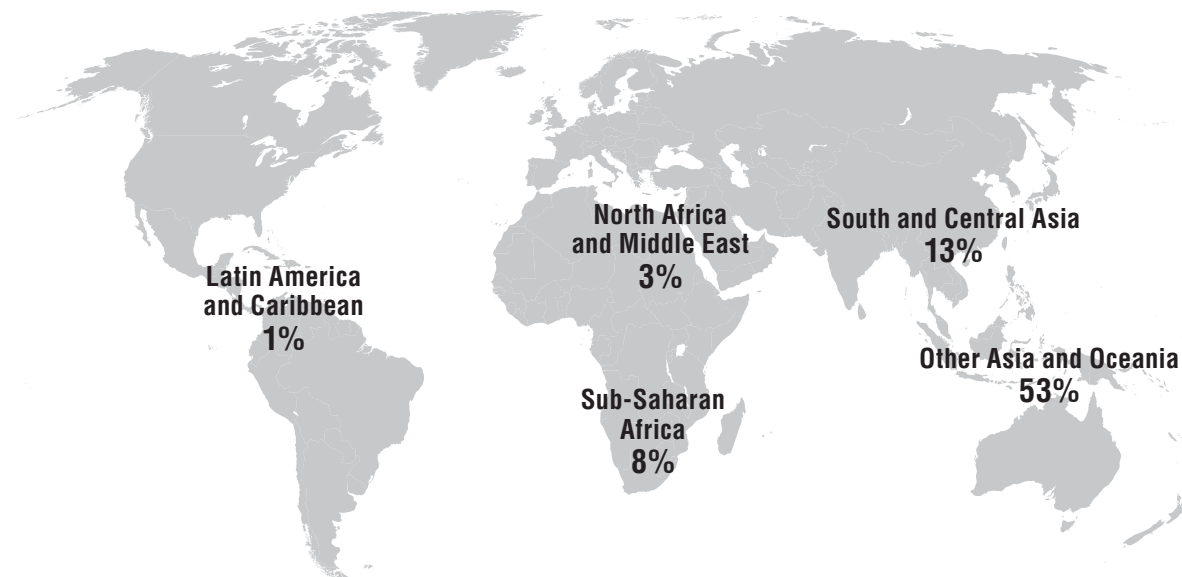 North Africa
and Middle East
3%
South and Central Asia
13%
Latin America
and Caribbean
1%
Other Asia and Oceania
53%
Sub-Saharan
Africa
8%